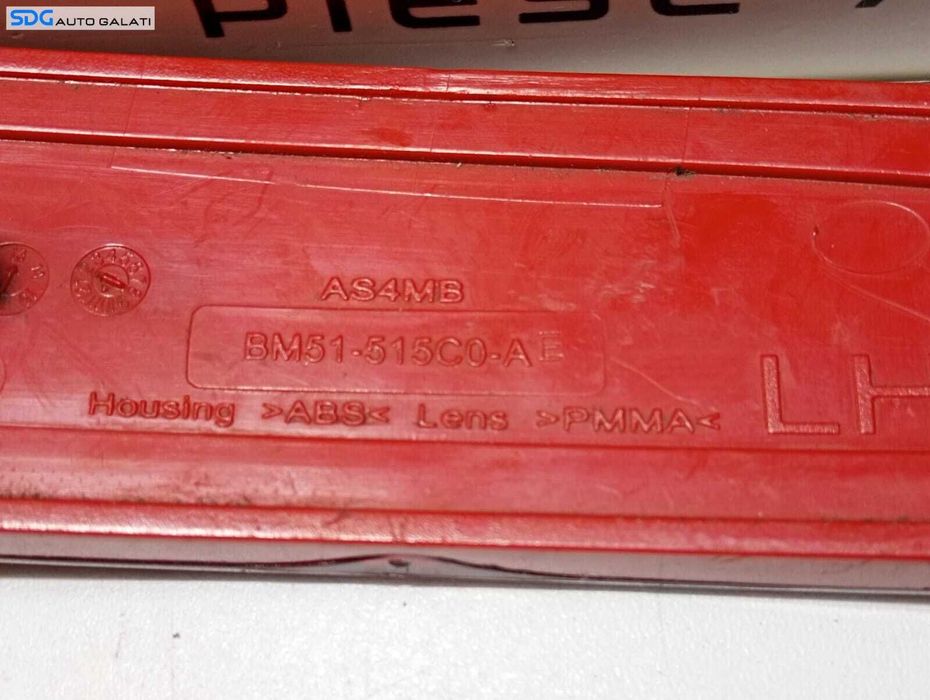 SDG AUTO GALATI
AS4MB
BM51-515C0-AE
Housing >ABS< Lens >PMMA<
LH